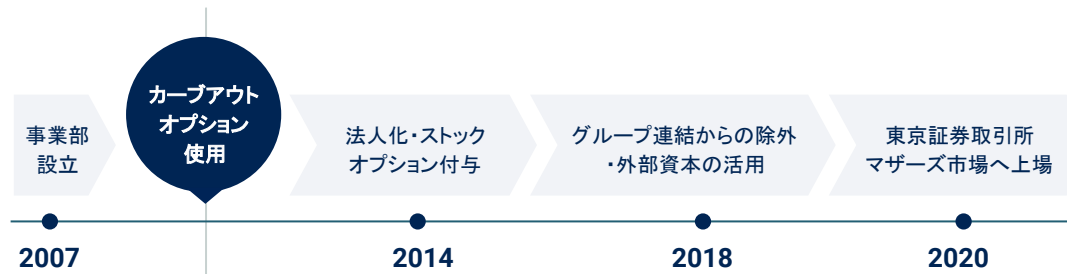 事業部
設立
カーブアウト
オプション
使用
法人化・ストック
オプション付与
グループ連結からの除外
・外部資本の活用
東京証券取引所
マザーズ市場へ上場
2007
2014
2018
2020